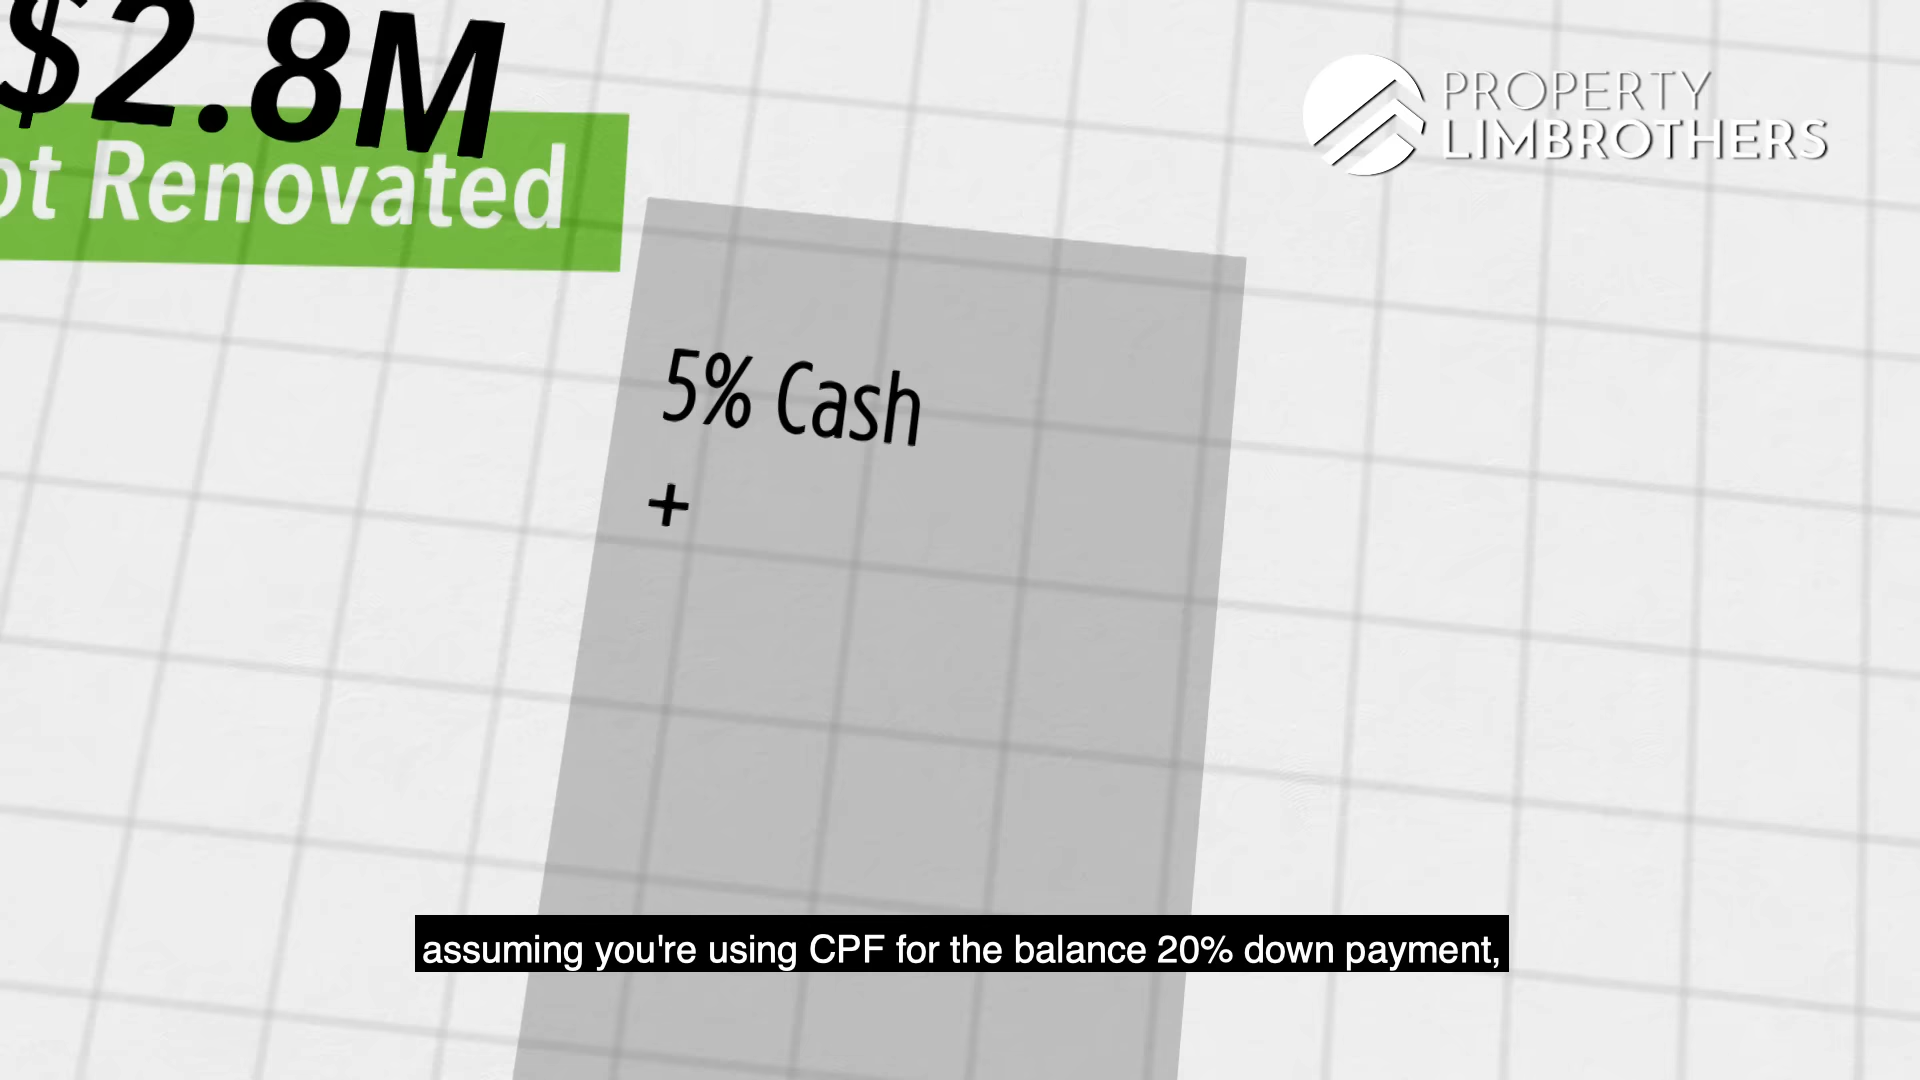 $2.8M
ot Renovated
PROPERTY
LIMBROTHERS
5% Cash
+
assuming you're using CPF for the balance 20% down payment,